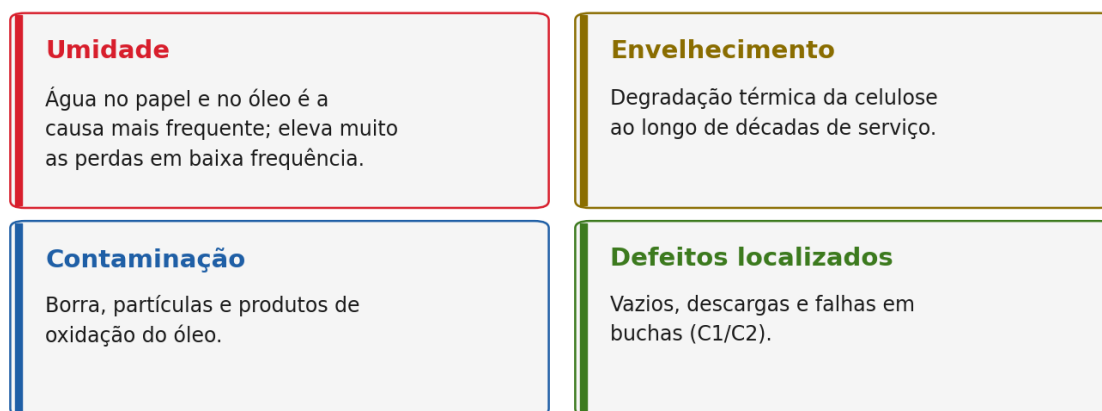 Umidade
Água no papel e no óleo é a
causa mais frequente; eleva muito
as perdas em baixa frequência.
Envelhecimento
Degradação térmica da celulose
ao longo de décadas de serviço.
Contaminação
Borra, partículas e produtos de
oxidação do óleo.
Defeitos localizados
Vazios, descargas e falhas em
buchas (C1/C2).